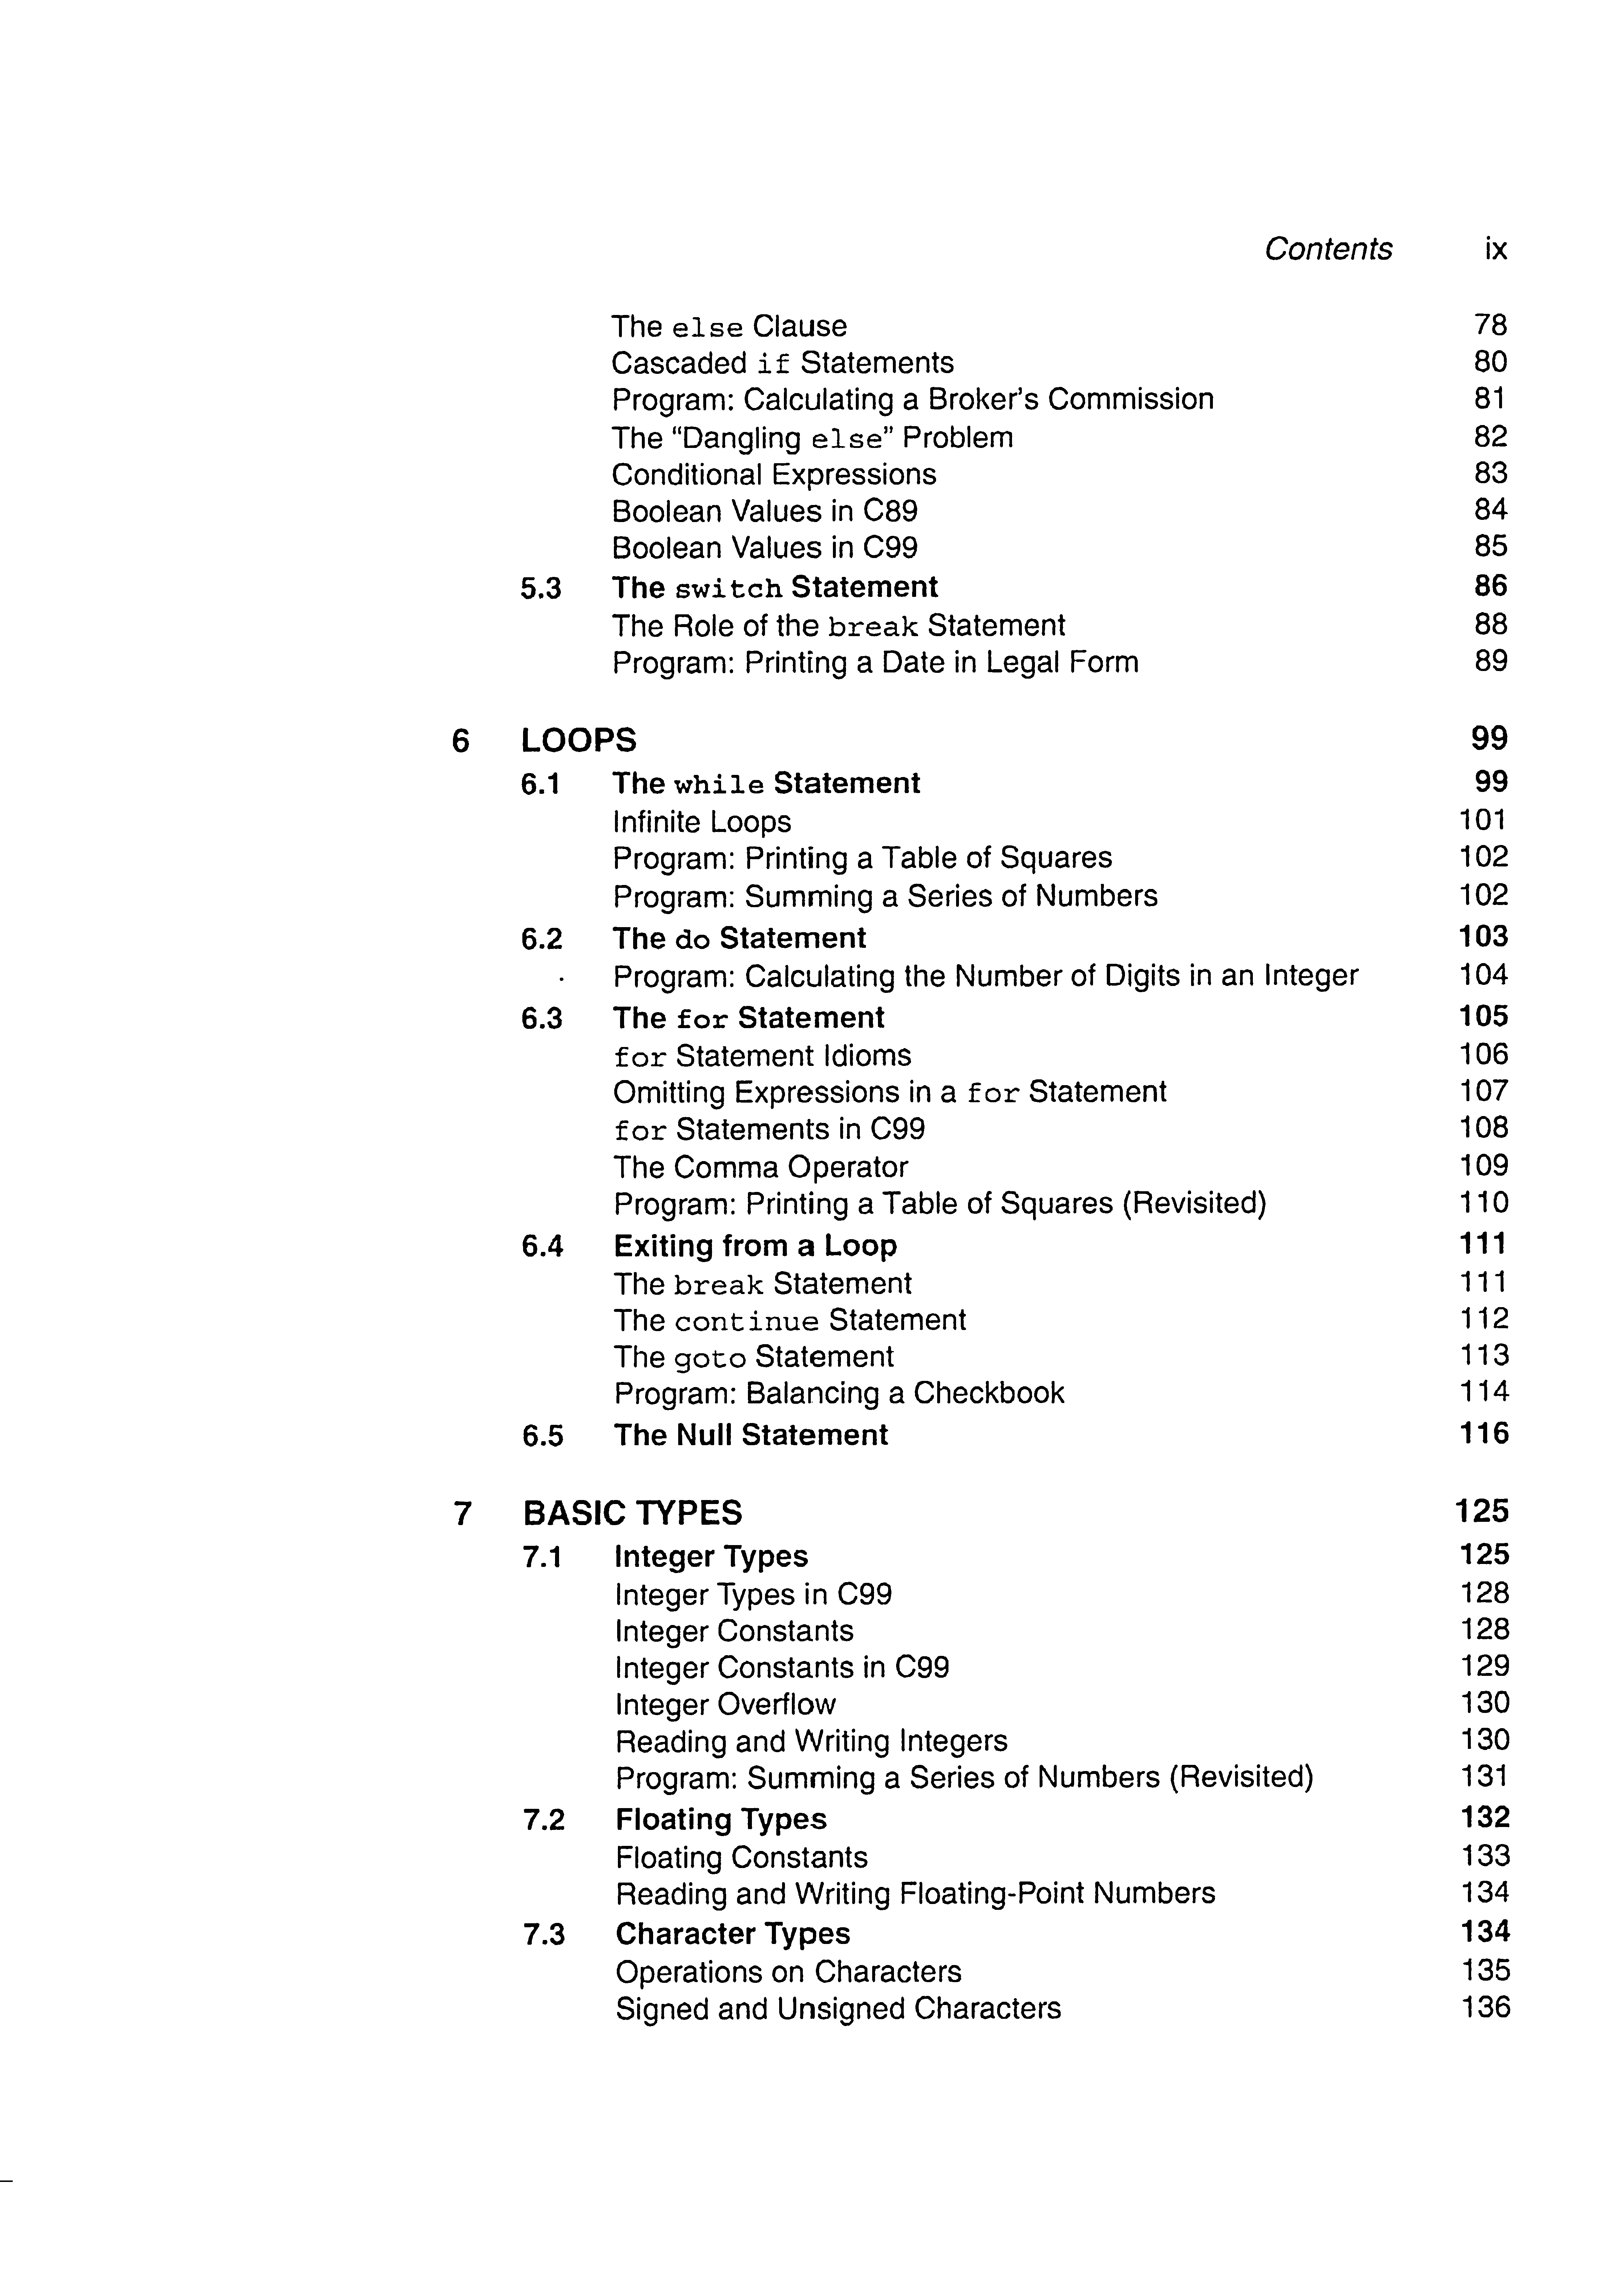 Contents ix
The else Clause 78
Cascaded if Statements 80
Program: Calculating a Broker's Commission 81
The “Dangling else” Problem 82
Conditional Expressions 83
Boolean Values in C89 84
Boolean Values in C99 85
5.3 The switch Statement 86
The Role of the break Statement 88
Program: Printing a Date in Legal Form 89
6 LOOPS 99
6.1 The while Statement 99
Infinite Loops 101
Program: Printing a Table of Squares 102
Program: Summing a Series of Numbers 102
6.2 The do Statement 103
Program: Calculating the Number of Digits in an Integer 104
6.3 The for Statement 105
for Statement Idioms 106
Omitting Expressions in a for Statement 107
for Statements in C99 108
The Comma Operator 109
Program: Printing a Table of Squares (Revisited) 110
6.4 Exiting from a Loop 111
The break Statement 111
The continue Statement 112
The goto Statement 113
Program: Balancing a Checkbook 114
6.5 The Null Statement 116
7 BASIC TYPES 125
7.1 Integer Types 125
Integer Types in C99 128
Integer Constants 128
Integer Constants in C99 129
Integer Overflow 130
Reading and Writing Integers 130
Program: Summing a Series of Numbers (Revisited) 131
7.2 Floating Types 132
Floating Constants 133
Reading and Writing Floating-Point Numbers 134
7.3 Character Types 134
Operations on Characters 135
Signed and Unsigned Characters 136